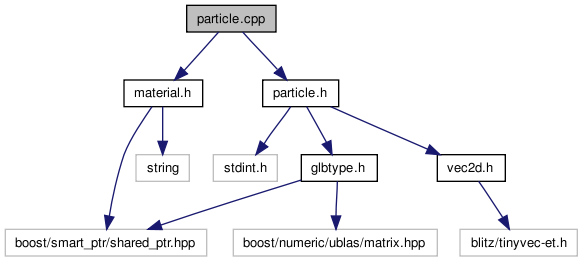 particle.cpp
material.h
particle.h
string
stdint.h
glbtype.h
vec2d.h
boost/smart_ptr/shared_ptr.hpp
boost/numeric/ublas/matrix.hpp
blitz/tinyvec-et.h